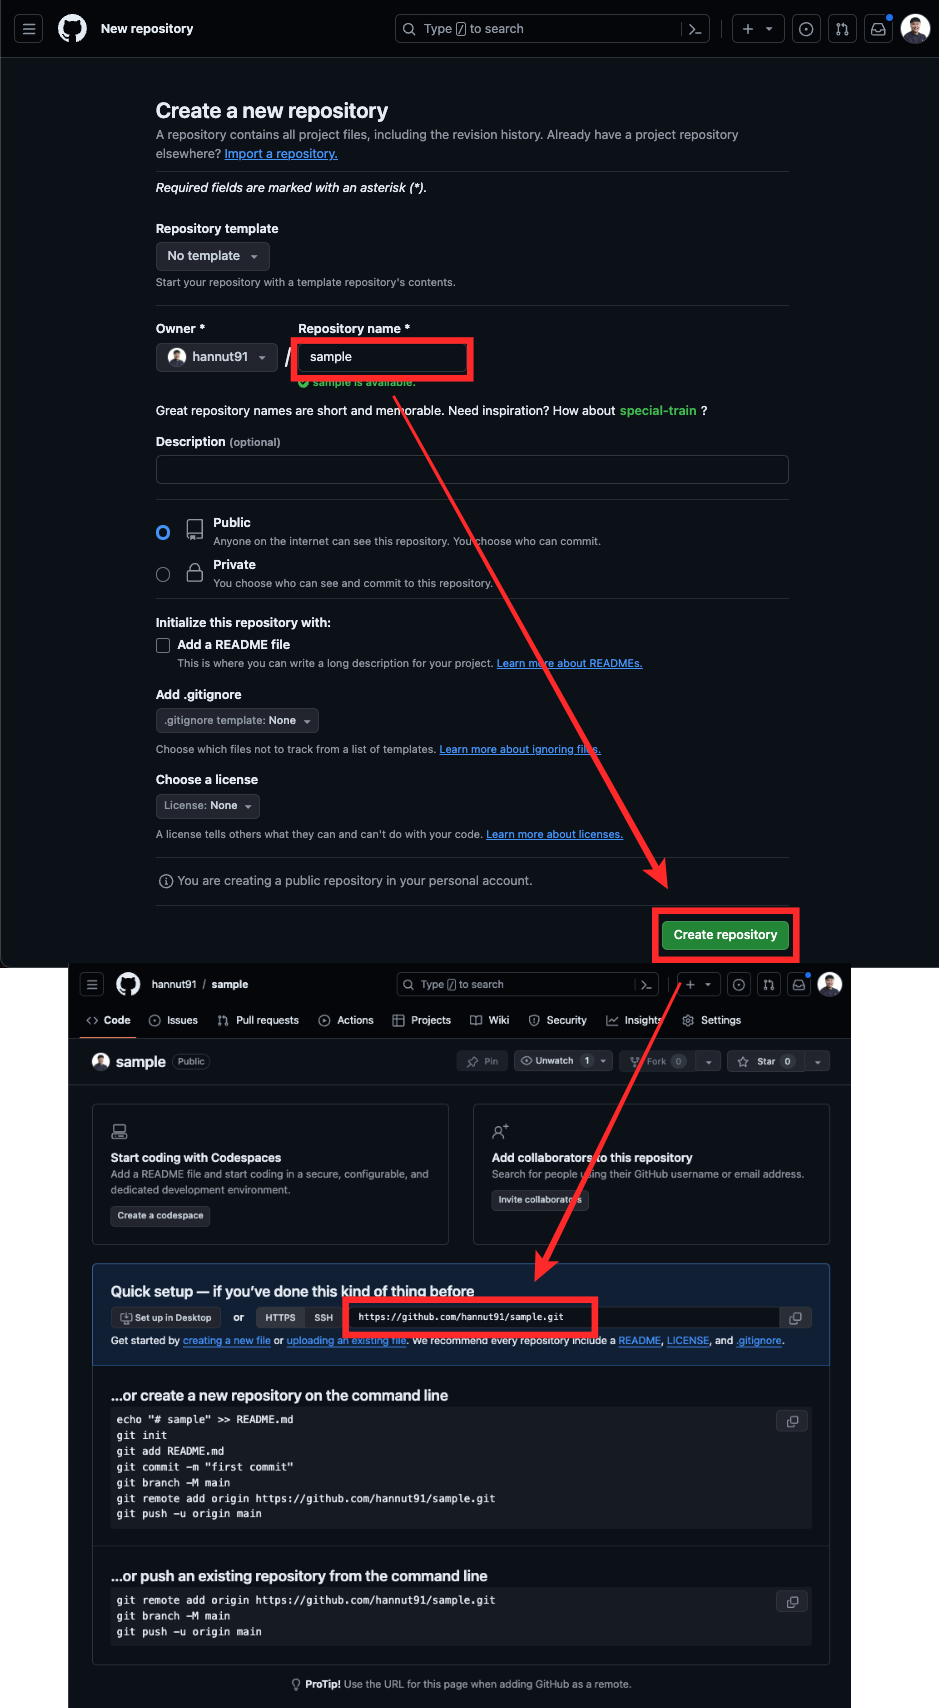 New repository
Type / to search
Create a new repository
A repository contains all project files, including the revision history. Already have a project repository
elsewhere? Import a repository.
Required fields are marked with an asterisk (*).
Repository template
No template
Start your repository with a template repository's contents.
Owner *
Repository name *
hannut91
/
sample
sample is available.
Great repository names are short and memorable. Need inspiration? How about special-train ?
Description (optional)
Public
Anyone on the internet can see this repository. You choose who can commit.
Private
You choose who can see and commit to this repository.
Initialize this repository with:
Add a README file
This is where you can write a long description for your project. Learn more about READMEs.
Add .gitignore
.gitignore template: None
Choose which files not to track from a list of templates. Learn more about ignoring files.
Choose a license
License: None
A license tells others what they can and can't do with your code. Learn more about licenses.
You are creating a public repository in your personal account.
Create repository
hannut91 / sample
Type / to search
Code
Issues
Pull requests
Actions
Projects
Wiki
Security
Insights
Settings
sample
Public
Pin
Unwatch 1
Fork 0
Star 0
Start coding with Codespaces
Add a README file and start coding in a secure, configurable, and
dedicated development environment.
Create a codespace
Add collaborators to this repository
Search for people using their GitHub username or email address.
Invite collaborators
Quick setup — if you've done this kind of thing before
Set up in Desktop
or
HTTPS
SSH
https://github.com/hannut91/sample.git
Get started by creating a new file or uploading an existing file. We recommend every repository include a README, LICENSE, and .gitignore.
...or create a new repository on the command line
echo "# sample" >> README.md
git init
git add README.md
git commit -m "first commit"
git branch -M main
git remote add origin https://github.com/hannut91/sample.git
git push -u origin main
...or push an existing repository from the command line
git remote add origin https://github.com/hannut91/sample.git
git branch -M main
git push -u origin main
ProTip! Use the URL for this page when adding GitHub as a remote.